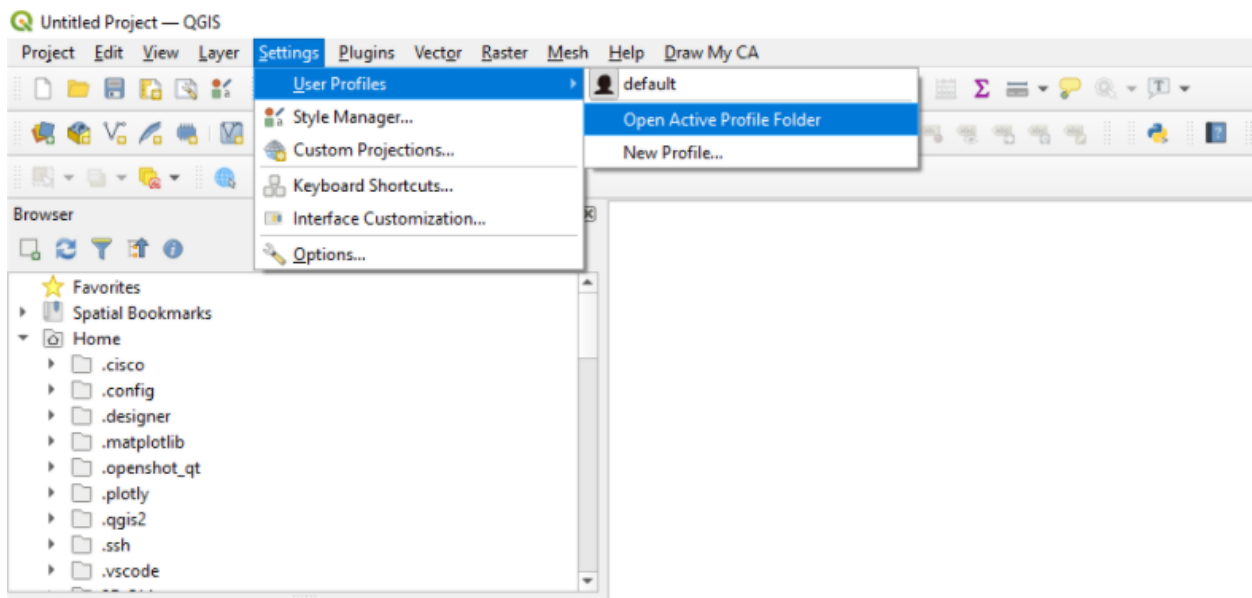 Untitled Project — QGIS
Project Edit View Layer Settings Plugins Vector Raster Mesh Help Draw My CA
User Profiles
default
Style Manager...
Open Active Profile Folder
Custom Projections...
New Profile...
Keyboard Shortcuts...
Interface Customization...
Options...
Browser
Favorites
Spatial Bookmarks
Home
.cisco
.config
.designer
.matplotlib
.openshot_qt
.plotly
.qgis2
.ssh
.vscode